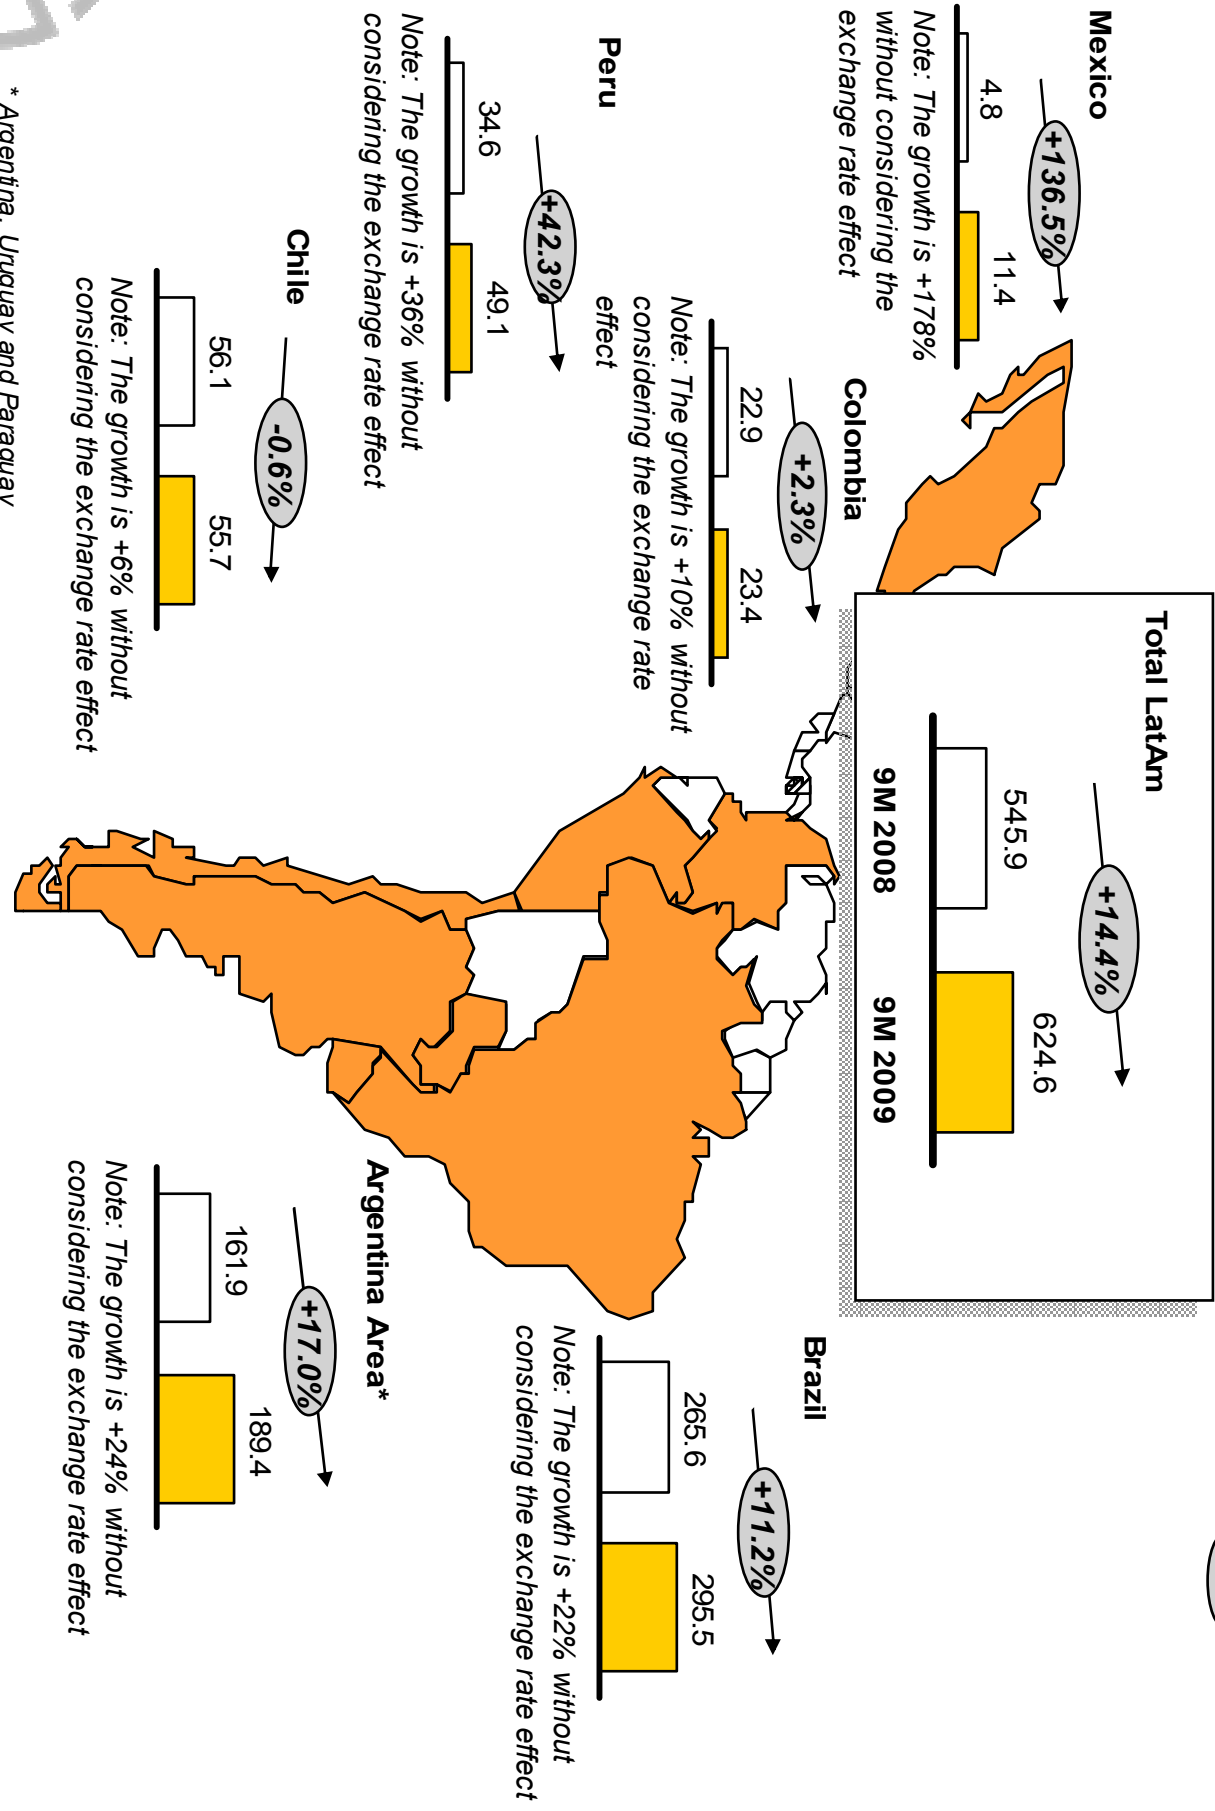 Total LatAm
+14.4%
545.9
624.6
9M 2008
9M 2009
Mexico
+136.5%
4.8
11.4
Note: The growth is +178%
without considering the
exchange rate effect
Colombia
+2.3%
22.9
23.4
Note: The growth is +10% without
considering the exchange rate
effect
Brazil
+11.2%
265.6
295.5
Note: The growth is +22% without
considering the exchange rate effect
Peru
+42.3%
34.6
49.1
Note: The growth is +36% without
considering the exchange rate effect
Chile
-0.6%
56.1
55.7
Note: The growth is +6% without
considering the exchange rate effect
Argentina Area*
+17.0%
161.9
189.4
Note: The growth is +24% without
considering the exchange rate effect
* Argentina, Uruguay and Paraguay